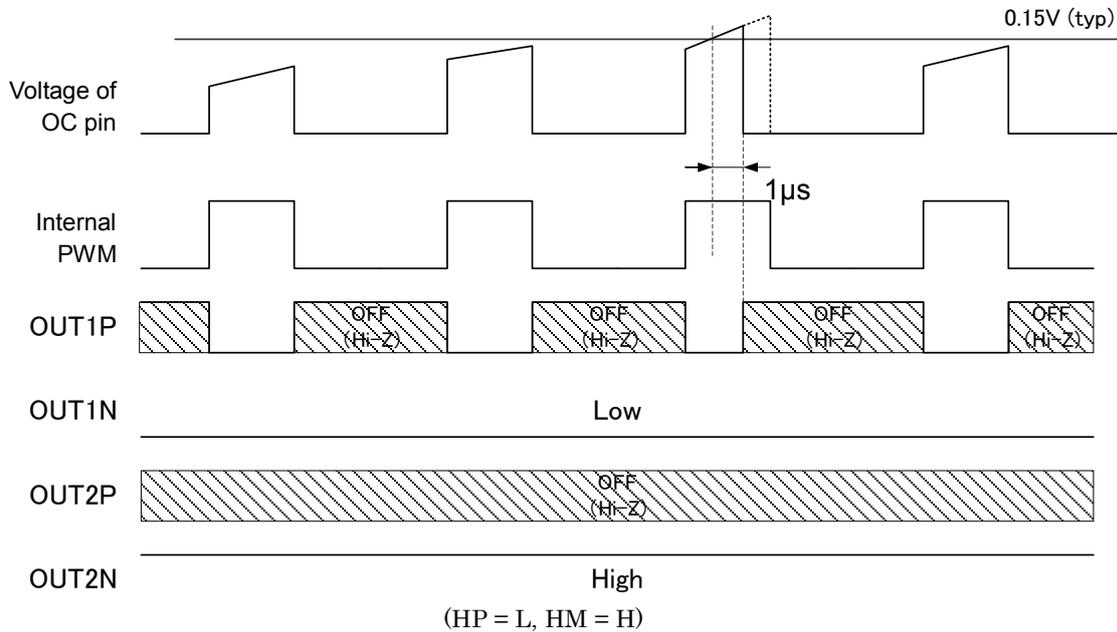 0.15V (typ)
Voltage of
OC pin
1μs
Internal
PWM
OUT1P
OFF
(Hi-Z)
OFF
(Hi-Z)
OFF
(Hi-Z)
OFF
(Hi-Z)
OUT1N
Low
OUT2P
OFF
(Hi-Z)
OUT2N
High
(HP = L, HM = H)